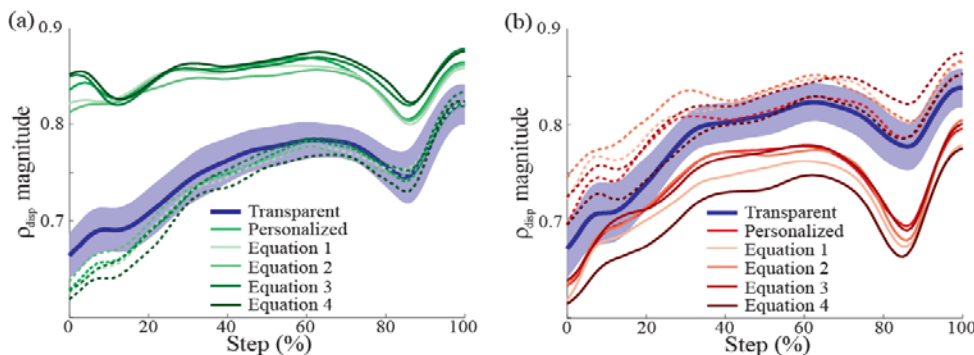 (a)
0.9
0.8
0.7
ρdisp magnitude
Transparent
Personalized
Equation 1
Equation 2
Equation 3
Equation 4
0 20 40 60 80 100
Step (%)
(b)
0.9
0.8
0.7
ρdisp magnitude
Transparent
Personalized
Equation 1
Equation 2
Equation 3
Equation 4
0 20 40 60 80 100
Step (%)